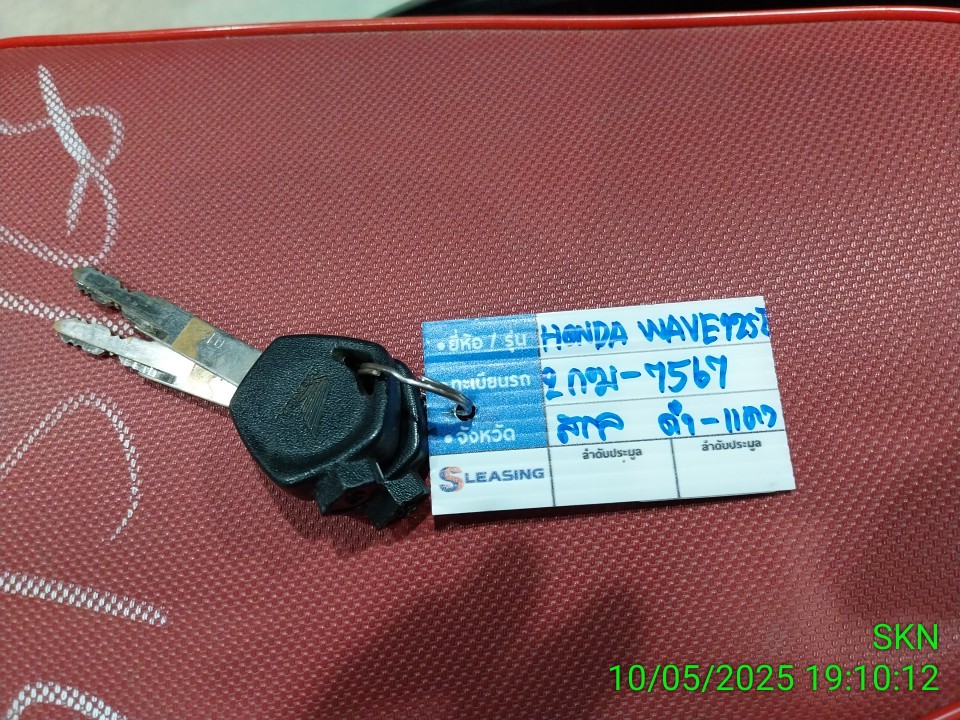 • ยี่ห้อ / รุ่น HONDA WAVE125I
• ทะเบียนรถ 2 กฆ-7567
• จังหวัด สกล ดำ-แดง
ลำดับประมูล ลำดับประมูล
SLEASING
SKN
10/05/2025 19:10:12